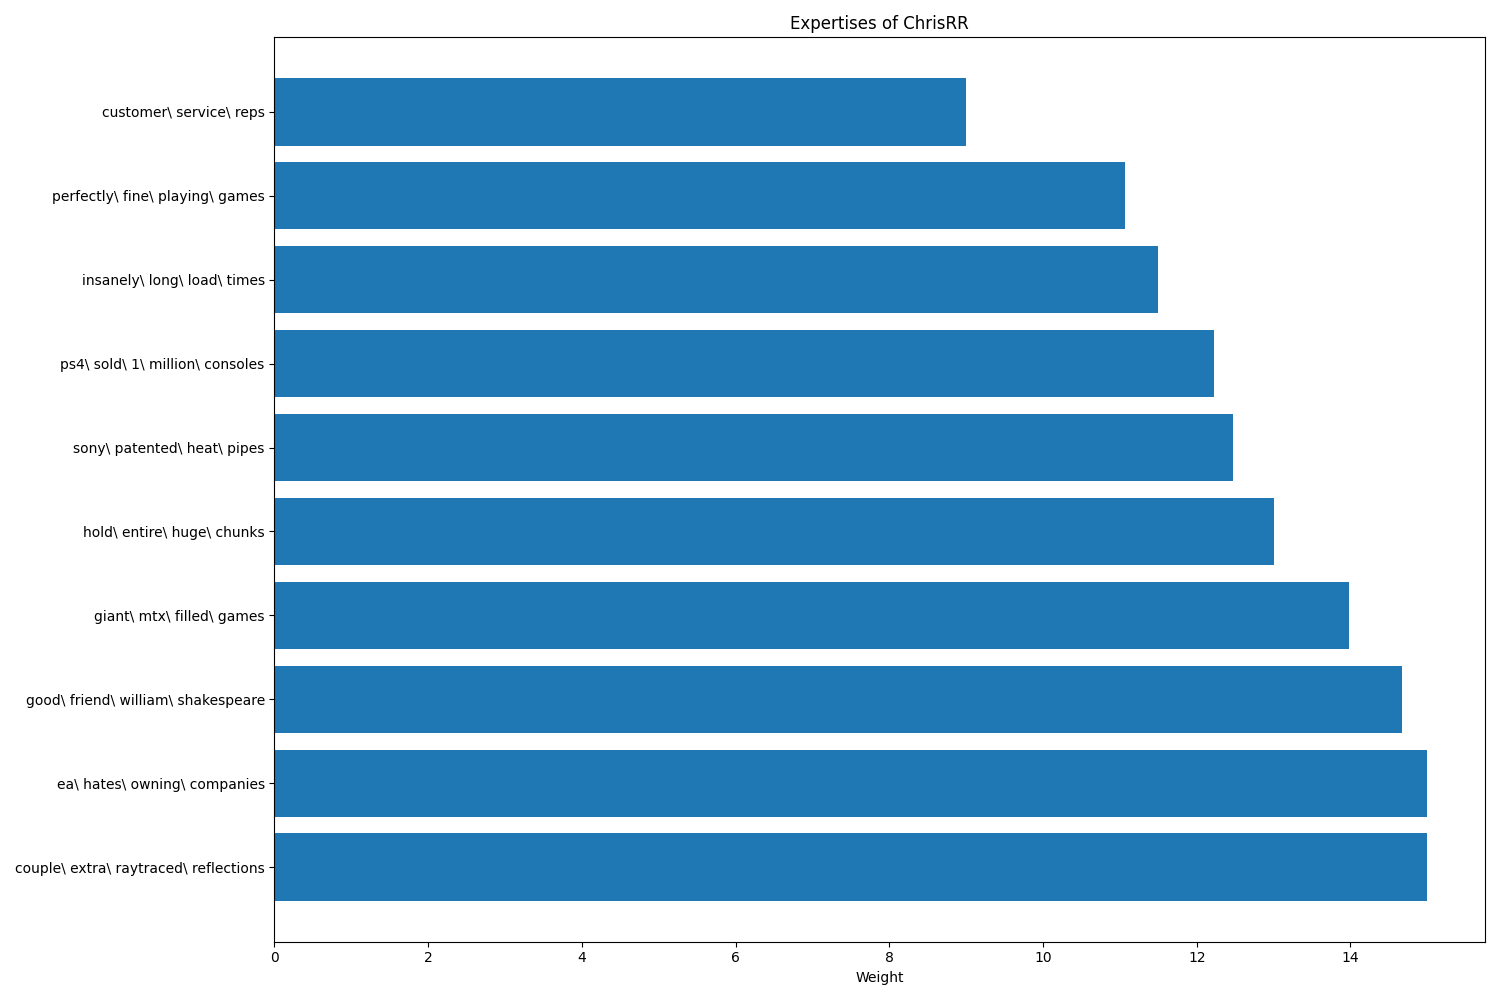 Expertises of ChrisRR
customer\ service\ reps
perfectly\ fine\ playing\ games
insanely\ long\ load\ times
ps4\ sold\ 1\ million\ consoles
sony\ patented\ heat\ pipes
hold\ entire\ huge\ chunks
giant\ mtx\ filled\ games
good\ friend\ william\ shakespeare
ea\ hates\ owning\ companies
couple\ extra\ raytraced\ reflections
0 2 4 6 8 10 12 14
Weight